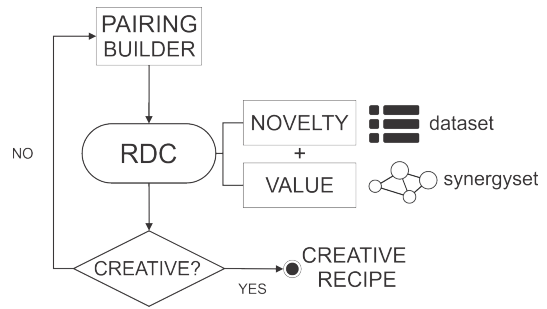 PAIRING
BUILDER
NO
RDC
NOVELTY
dataset
+
VALUE
synergyset
CREATIVE?
YES
CREATIVE
RECIPE